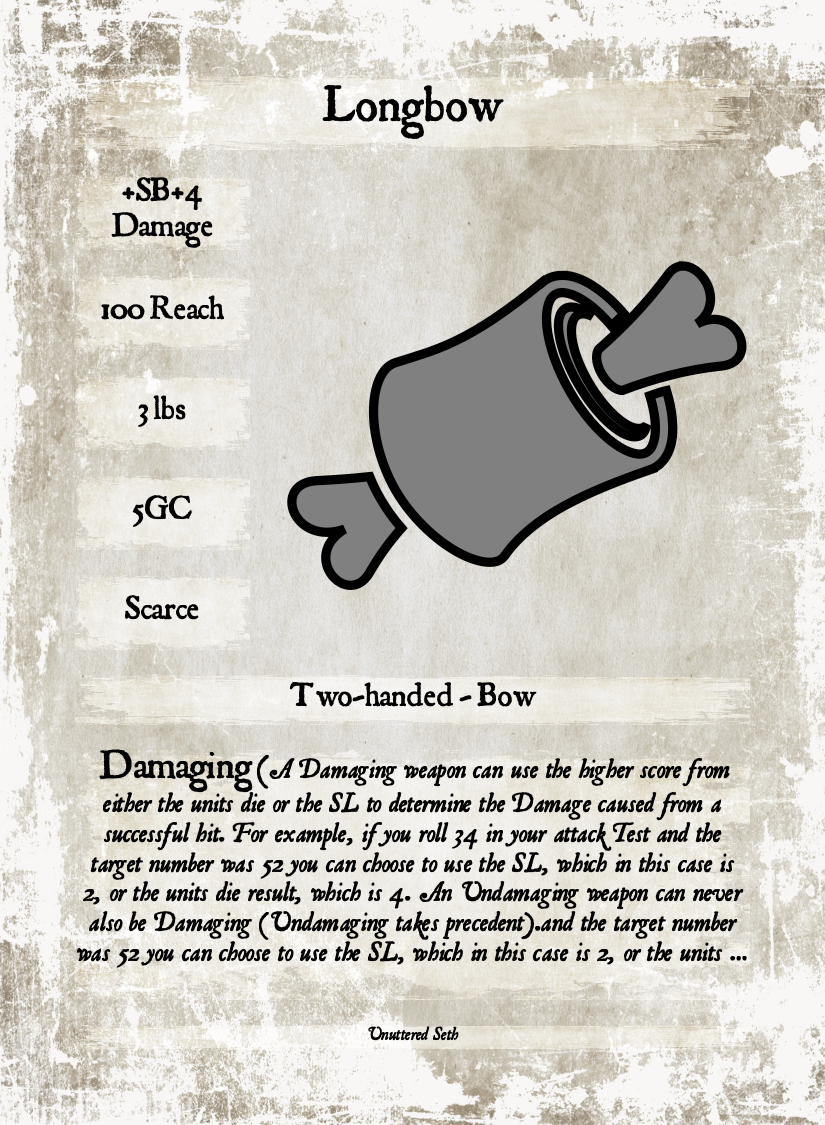 Longbow
+SB+4
Damage
100 Reach
3 lbs
5GC
Scarce
Two-handed - Bow
Damaging (A Damaging weapon can use the higher score from
either the units die or the SL to determine the Damage caused from a
successful hit. For example, if you roll 34 in your attack Test and the
target number was 52 you can choose to use the SL, which in this case is
2, or the units die result, which is 4. An Undamaging weapon can never
also be Damaging (Undamaging takes precedent).and the target number
was 52 you can choose to use the SL, which in this case is 2, or the units ...
Unuttered Seth